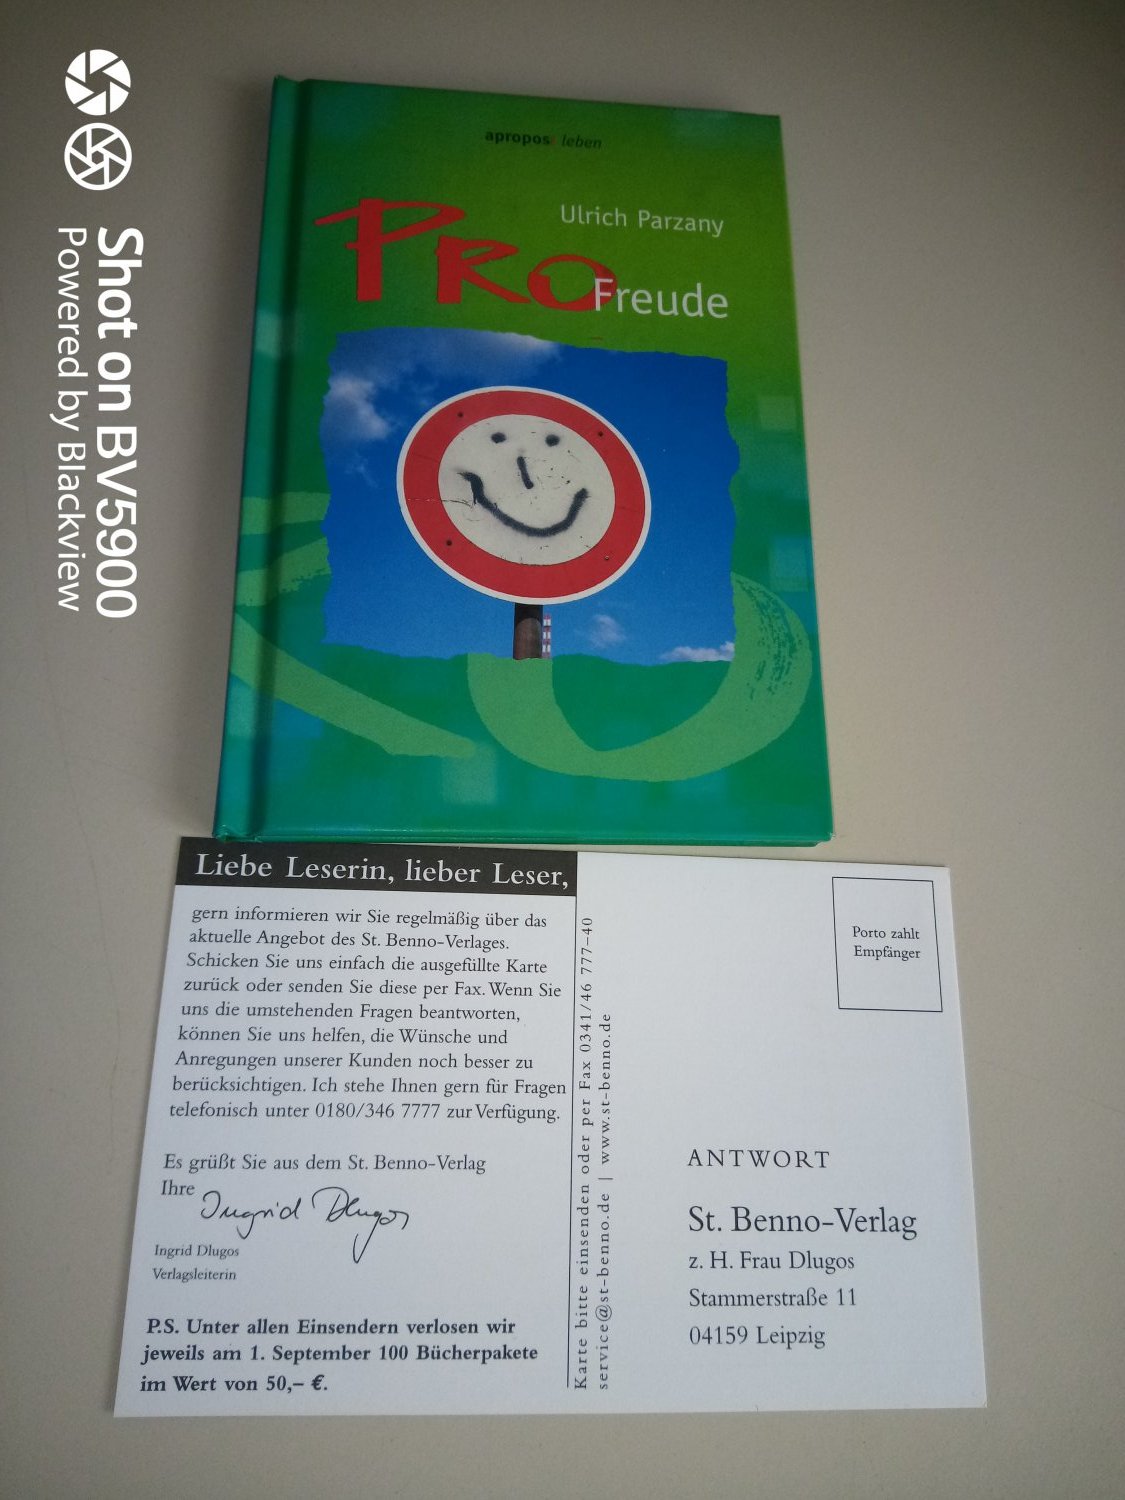 Shot on BV5900
Powered by Blackview
apropos: leben
Ulrich Parzany
PRO
Freude
Liebe Leserin, lieber Leser,
gern informieren wir Sie regelmäßig über das
aktuelle Angebot des St. Benno-Verlages.
Schicken Sie uns einfach die ausgefüllte Karte
zurück oder senden Sie diese per Fax. Wenn Sie
uns die umstehenden Fragen beantworten,
können Sie uns helfen, die Wünsche und
Anregungen unserer Kunden noch besser zu
berücksichtigen. Ich stehe Ihnen gern für Fragen
telefonisch unter 0180/346 7777 zur Verfügung.
Es grüßt Sie aus dem St. Benno-Verlag
Ihre
Ingrid Dlugos
Ingrid Dlugos
Verlagsleiterin
P.S. Unter allen Einsendern verlosen wir
jeweils am 1. September 100 Bücherpakete
im Wert von 50,– €.
Karte bitte einsenden oder per Fax 0341/46 777–40
service@st-benno.de | www.st-benno.de
Porto zahlt
Empfänger
ANTWORT
St. Benno-Verlag
z. H. Frau Dlugos
Stammerstraße 11
04159 Leipzig